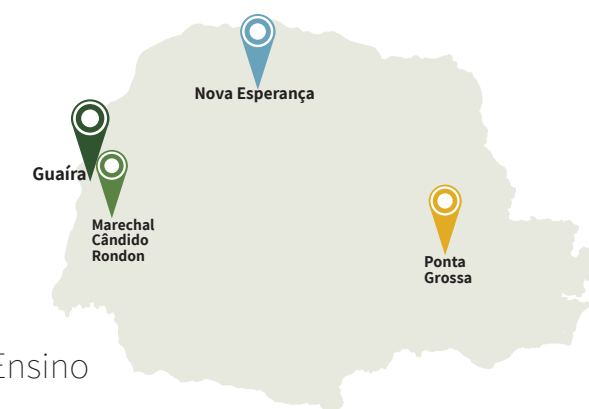 Nova Esperança
Guaíra
Marechal
Cândido
Rondon
Ponta
Grossa
Ensino